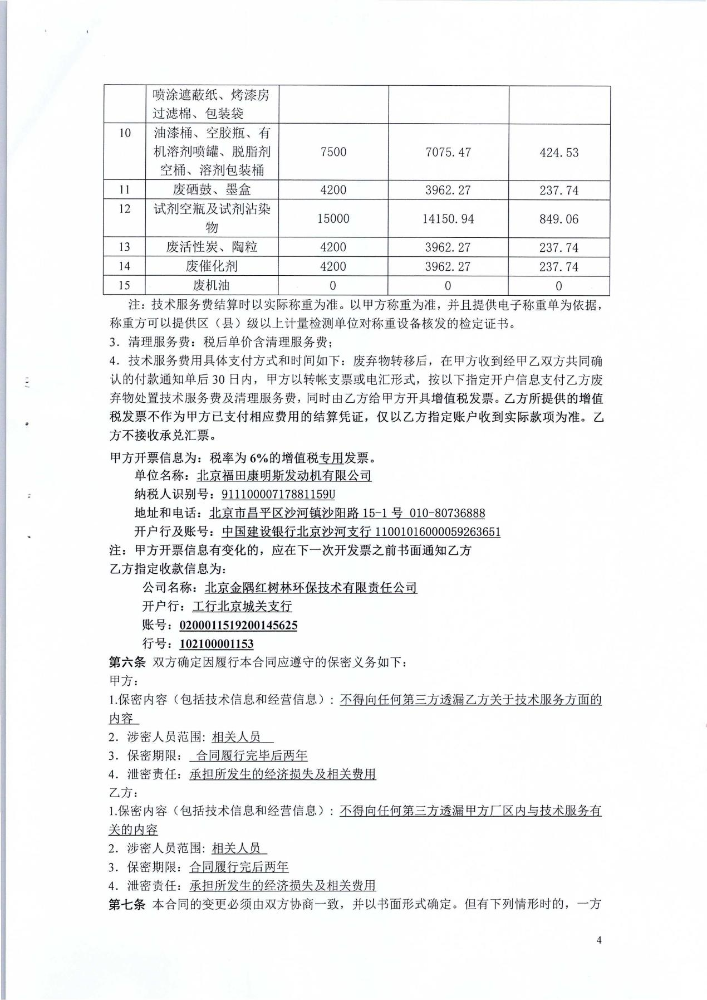 喷涂遮蔽纸、烤漆房
过滤棉、包装袋
10 油漆桶、空胶瓶、有
机溶剂喷罐、脱脂剂 7500 7075.47 424.53
空桶、溶剂包装桶
11 废硒鼓、墨盒 4200 3962.27 237.74
12 试剂空瓶及试剂沾染
物 15000 14150.94 849.06
13 废活性炭、陶粒 4200 3962.27 237.74
14 废催化剂 4200 3962.27 237.74
15 废机油 0 0 0
注：技术服务费结算时以实际称重为准。以甲方称重为准，并且提供电子称重单为依据，
称重方可以提供区（县）级以上计量检测单位对称重设备核发的检定证书。
3．清理服务费：税后单价含清理服务费；
4．技术服务费用具体支付方式和时间如下：废弃物转移后，在甲方收到经甲乙双方共同确
认的付款通知单后 30 日内，甲方以转帐支票或电汇形式，按以下指定开户信息支付乙方废
弃物处置技术服务费及清理服务费，同时由乙方给甲方开具增值税发票。乙方所提供的增值
税发票不作为甲方已支付相应费用的结算凭证，仅以乙方指定账户收到实际款项为准。乙
方不接收承兑汇票。
甲方开票信息为：税率为 6%的增值税专用发票。
单位名称：北京福田康明斯发动机有限公司
纳税人识别号：91110000717881159U
地址和电话：北京市昌平区沙河镇沙阳路 15-1 号 010-80736888
开户行及账号：中国建设银行北京沙河支行 11001016000059263651
注：甲方开票信息有变化的，应在下一次开发票之前书面通知乙方
乙方指定收款信息为：
公司名称：北京金隅红树林环保技术有限责任公司
开户行：工行北京城关支行
账号：0200011519200145625
行号：102100001153
第六条 双方确定因履行本合同应遵守的保密义务如下：
甲方：
1.保密内容（包括技术信息和经营信息）: 不得向任何第三方透漏乙方关于技术服务方面的
内容
2．涉密人员范围: 相关人员
3．保密期限： 合同履行完毕后两年
4．泄密责任：承担所发生的经济损失及相关费用
乙方：
1.保密内容（包括技术信息和经营信息）: 不得向任何第三方透漏甲方厂区内与技术服务有
关的内容
2．涉密人员范围: 相关人员
3．保密期限：合同履行完后两年
4．泄密责任：承担所发生的经济损失及相关费用
第七条 本合同的变更必须由双方协商一致，并以书面形式确定。但有下列情形时的，一方
4